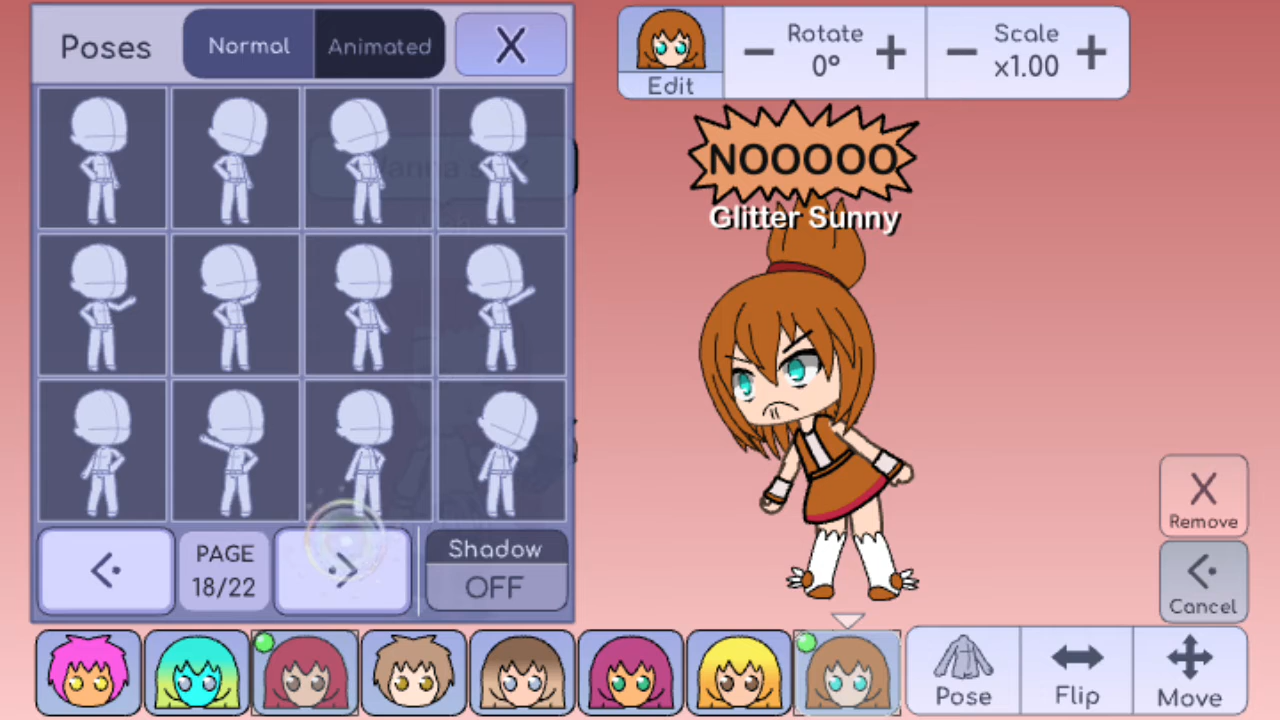 Poses
Normal
Animated
X
Edit
Rotate
0°
Scale
x1.00
NOOOOO
Glitter Sunny
PAGE
18/22
Shadow
OFF
X
Remove
Cancel
Pose
Flip
Move